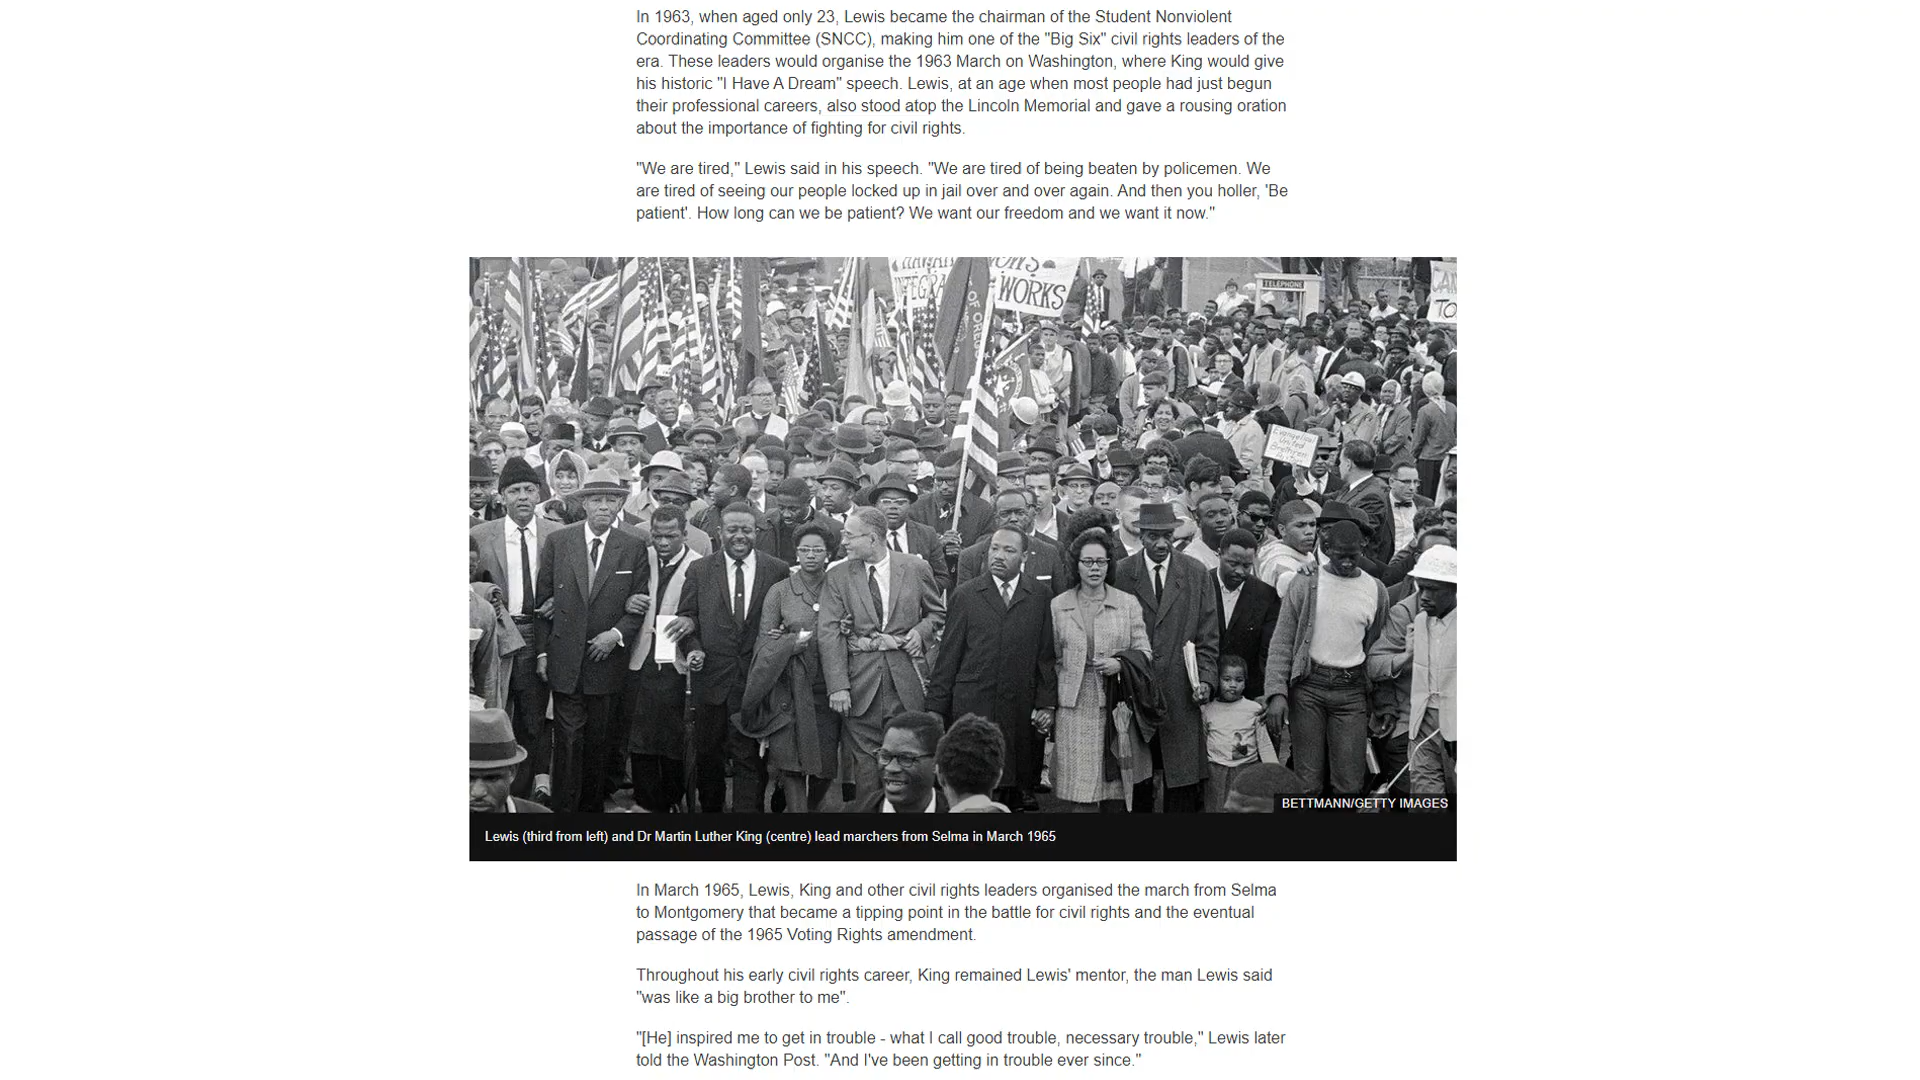 In 1963, when aged only 23, Lewis became the chairman of the Student Nonviolent
Coordinating Committee (SNCC), making him one of the "Big Six" civil rights leaders of the
era. These leaders would organise the 1963 March on Washington, where King would give
his historic "I Have A Dream" speech. Lewis, at an age when most people had just begun
their professional careers, also stood atop the Lincoln Memorial and gave a rousing oration
about the importance of fighting for civil rights.
"We are tired," Lewis said in his speech. "We are tired of being beaten by policemen. We
are tired of seeing our people locked up in jail over and over again. And then you holler, 'Be
patient'. How long can we be patient? We want our freedom and we want it now."
WORKS
TELEPHONE
OF OREG
TO
Evangelical
United
Brethren
BETTMANN/GETTY IMAGES
Lewis (third from left) and Dr Martin Luther King (centre) lead marchers from Selma in March 1965
In March 1965, Lewis, King and other civil rights leaders organised the march from Selma
to Montgomery that became a tipping point in the battle for civil rights and the eventual
passage of the 1965 Voting Rights amendment.
Throughout his early civil rights career, King remained Lewis' mentor, the man Lewis said
"was like a big brother to me".
"[He] inspired me to get in trouble - what I call good trouble, necessary trouble," Lewis later
told the Washington Post. "And I've been getting in trouble ever since."